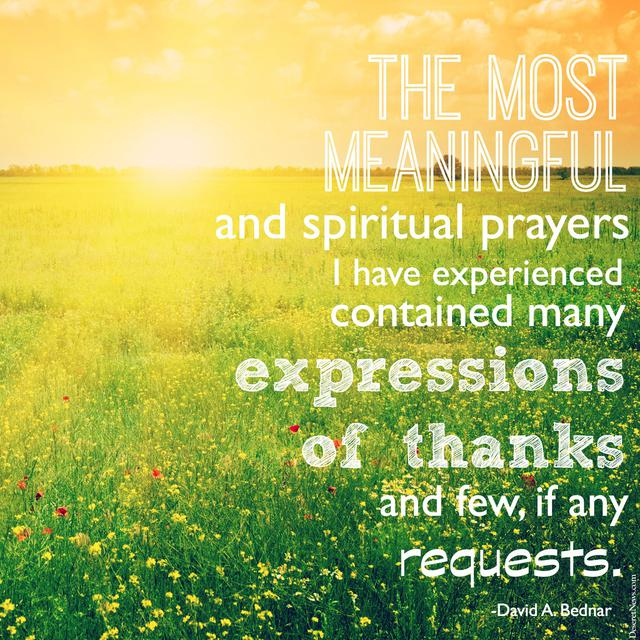 THE MOST
MEANINGFUL
and spiritual prayers
I have experienced
contained many
expressions
of thanks
and few, if any
requests.
-David A. Bednar